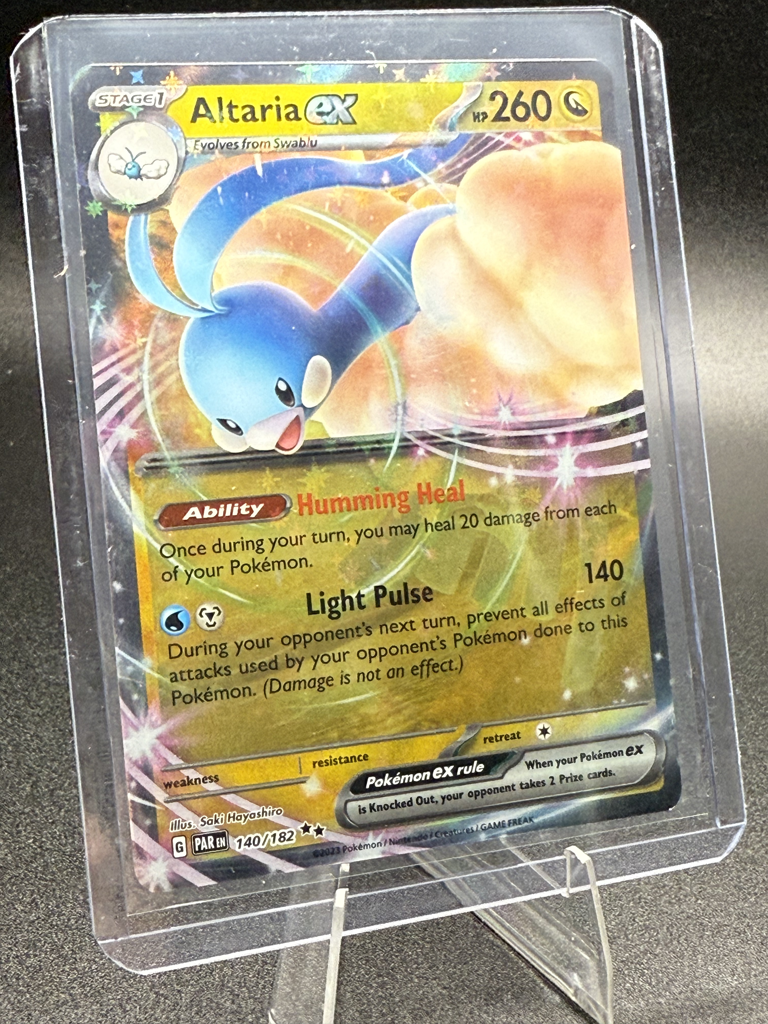 STAGE1 Altaria ex HP 260
Evolves from Swablu
Ability Humming Heal
Once during your turn, you may heal 20 damage from each
of your Pokémon.
Light Pulse 140
During your opponent's next turn, prevent all effects of
attacks used by your opponent's Pokémon done to this
Pokémon. (Damage is not an effect.)
weakness resistance retreat
Pokémon ex rule When your Pokémon ex
is Knocked Out, your opponent takes 2 Prize cards.
Illus. Saki Hayashiro
G PAR EN 140/182
©2023 Pokémon / Nintendo / Creatures / GAME FREAK